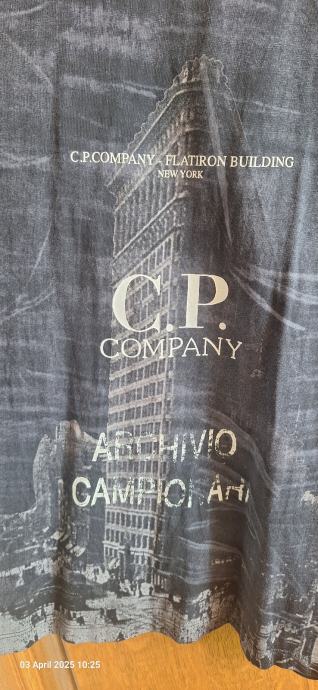 C.P.COMPANY - FLATIRON BUILDING
NEW YORK
C.P.
COMPANY
ARCHIVIO
CAMPIONARI
03 April 2025 10:25